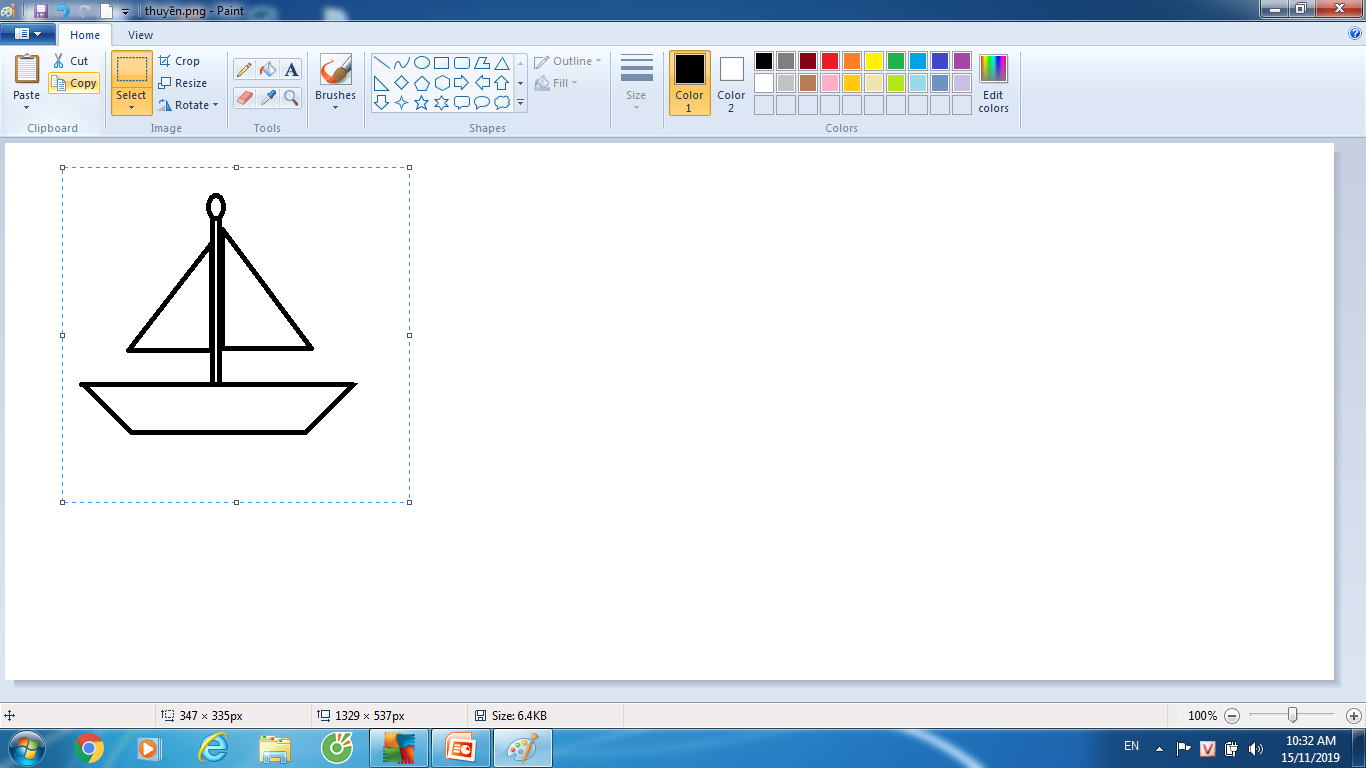 thuyền.png - Paint
Home View
Paste Cut Copy Clipboard
Select Crop Resize Rotate Image
A
Tools
Brushes
Shapes
Outline
Fill
Size
Color 1
Color 2
Edit colors
Colors
347 × 335px 1329 × 537px Size: 6.4KB 100%
EN V 10:32 AM
15/11/2019